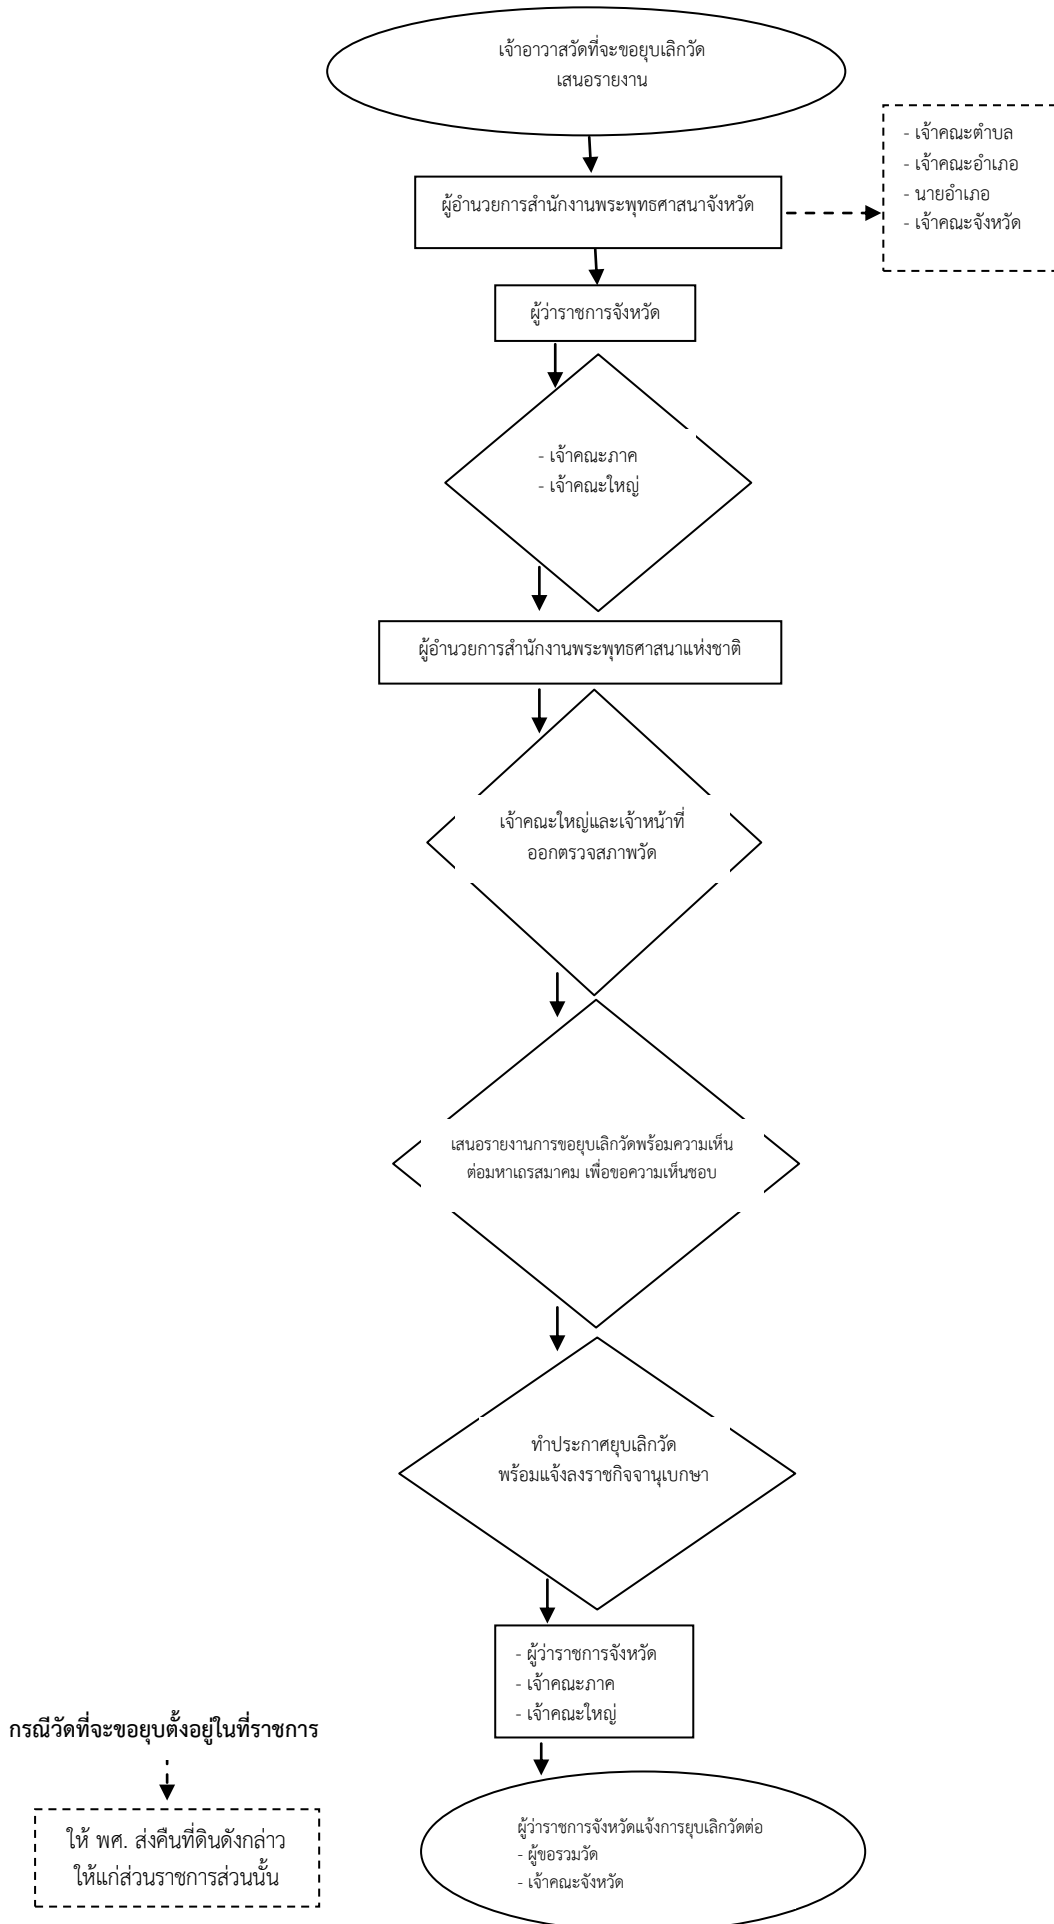 เจ้าอาวาสวัดที่จะขอยุบเลิกวัด
เสนอรายงาน
ผู้อำนวยการสำนักงานพระพุทธศาสนาจังหวัด
- เจ้าคณะตำบล
- เจ้าคณะอำเภอ
- นายอำเภอ
- เจ้าคณะจังหวัด
ผู้ว่าราชการจังหวัด
- เจ้าคณะภาค
- เจ้าคณะใหญ่
ผู้อำนวยการสำนักงานพระพุทธศาสนาแห่งชาติ
เจ้าคณะใหญ่และเจ้าหน้าที่
ออกตรวจสภาพวัด
เสนอรายงานการขอยุบเลิกวัดพร้อมความเห็น
ต่อมหาเถรสมาคม เพื่อขอความเห็นชอบ
ทำประกาศยุบเลิกวัด
พร้อมแจ้งลงราชกิจจานุเบกษา
- ผู้ว่าราชการจังหวัด
- เจ้าคณะภาค
- เจ้าคณะใหญ่
กรณีวัดที่จะขอยุบตั้งอยู่ในที่ราชการ
ให้ พศ. ส่งคืนที่ดินดังกล่าว
ให้แก่ส่วนราชการส่วนนั้น
ผู้ว่าราชการจังหวัดแจ้งการยุบเลิกวัดต่อ
- ผู้ขอรวมวัด
- เจ้าคณะจังหวัด